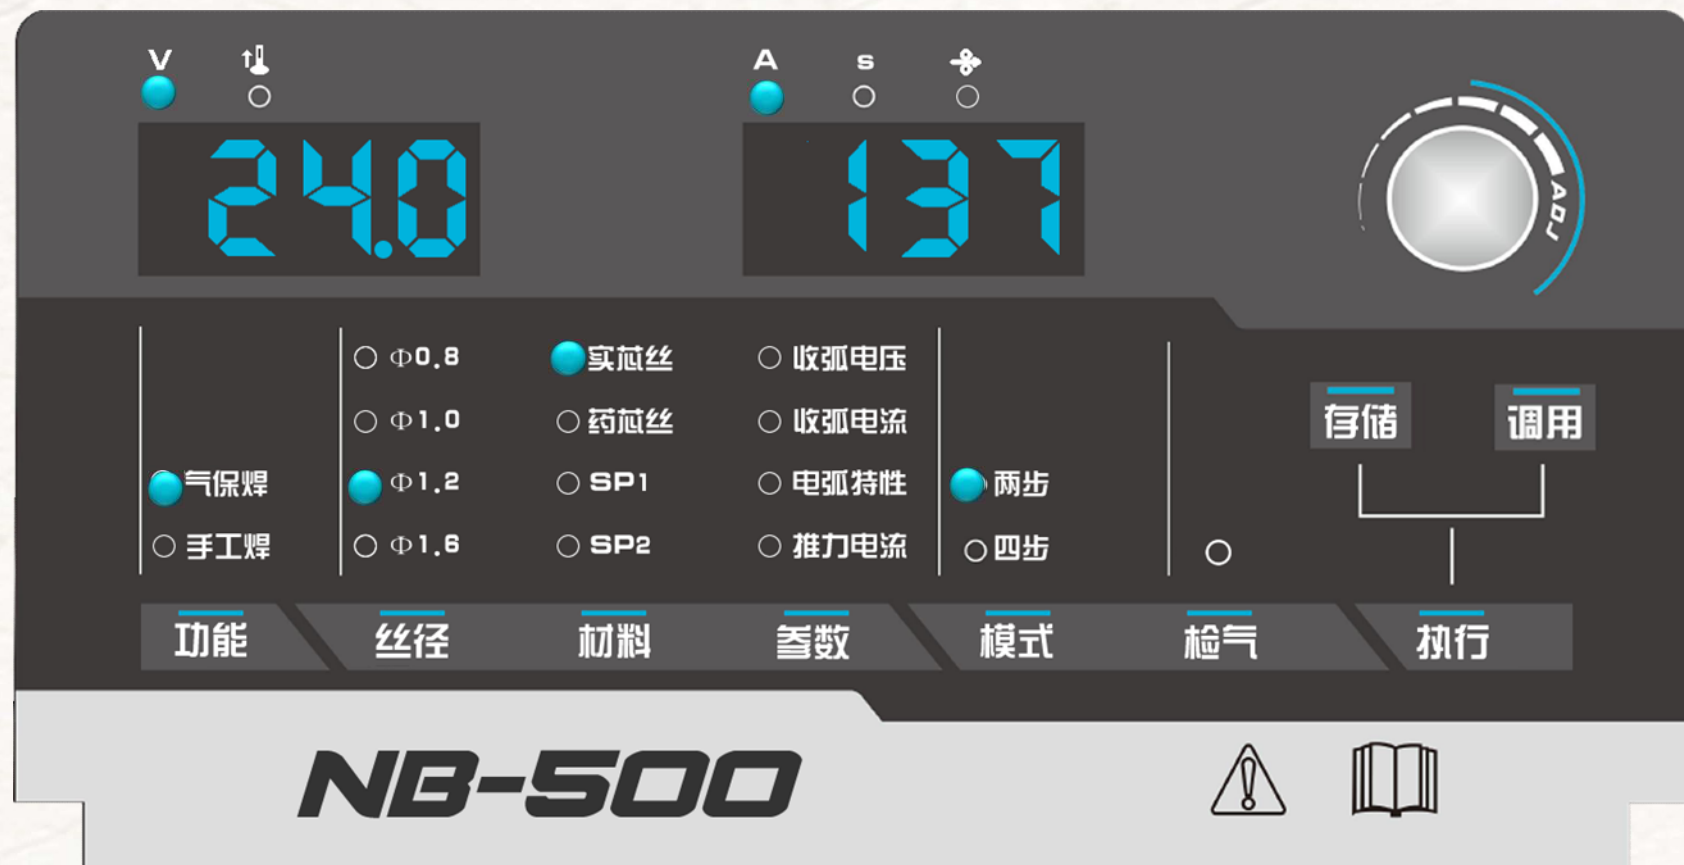 V
A s
24.0 137
ADJ
Φ0.8 实芯丝 收弧电压
Φ1.0 药芯丝 收弧电流 存储 调用
气保焊 Φ1.2 SP1 电弧特性 两步
手工焊 Φ1.6 SP2 推力电流 四步
功能 丝径 材料 参数 模式 检气 执行
NB-500